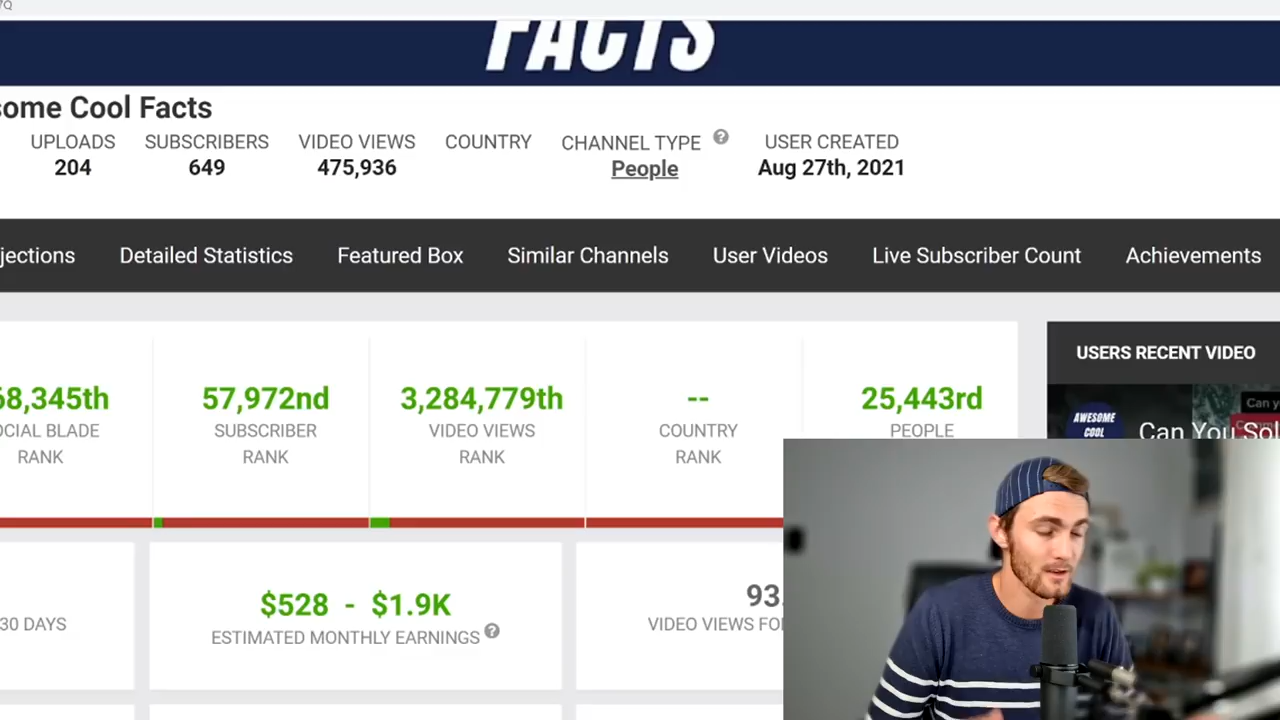 FACTS
some Cool Facts
UPLOADS SUBSCRIBERS VIDEO VIEWS COUNTRY CHANNEL TYPE ? USER CREATED
204 649 475,936 People Aug 27th, 2021
jections Detailed Statistics Featured Box Similar Channels User Videos Live Subscriber Count Achievements
68,345th 57,972nd 3,284,779th -- 25,443rd
OCIAL BLADE SUBSCRIBER VIDEO VIEWS COUNTRY PEOPLE
RANK RANK RANK RANK
USERS RECENT VIDEO
AWESOME
COOL
Can y
Can You Sol
$528 - $1.9K
30 DAYS ESTIMATED MONTHLY EARNINGS ?
93.
VIDEO VIEWS FO